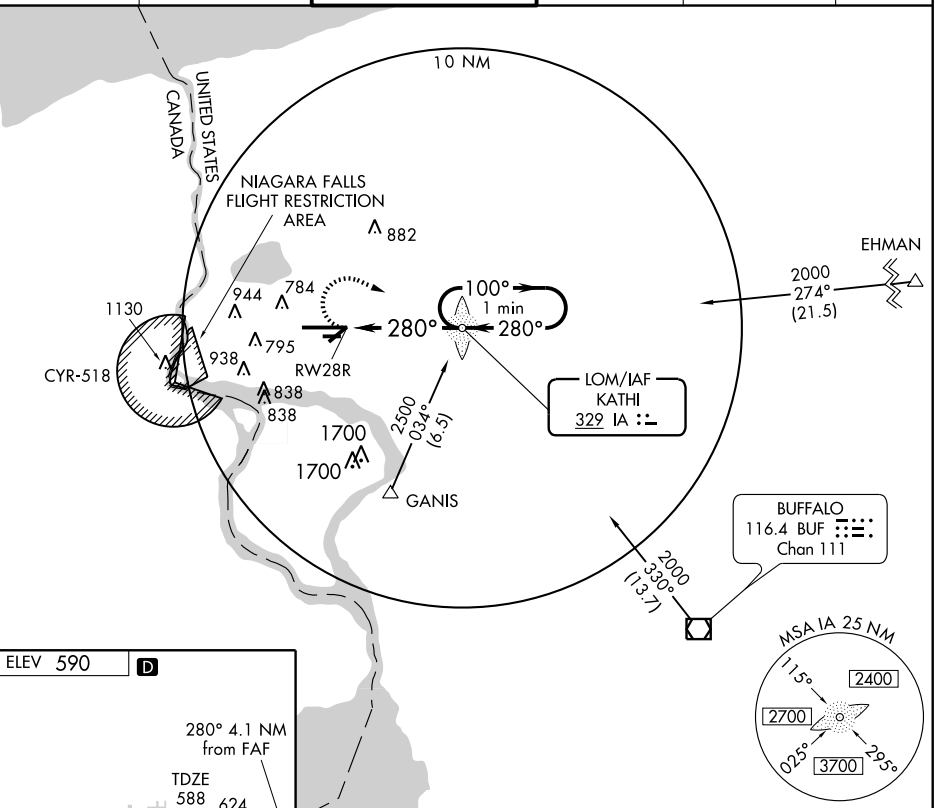 10 NM
UNITED STATES
CANADA
NIAGARA FALLS
FLIGHT RESTRICTION
AREA
882
EHMAN
2000
274°
(21.5)
784
944
1130
100°
1 min
280°
280°
795
938
RW28R
CYR-518
838
838
LOM/IAF
KATHI
329 IA
2500
034°
(6.5)
1700
1700
GANIS
BUFFALO
116.4 BUF
Chan 111
2000
330°
(13.7)
MSA IA 25 NM
115°
2400
2700
025°
3700
295°
ELEV 590 D
280° 4.1 NM
from FAF
TDZE
588
624